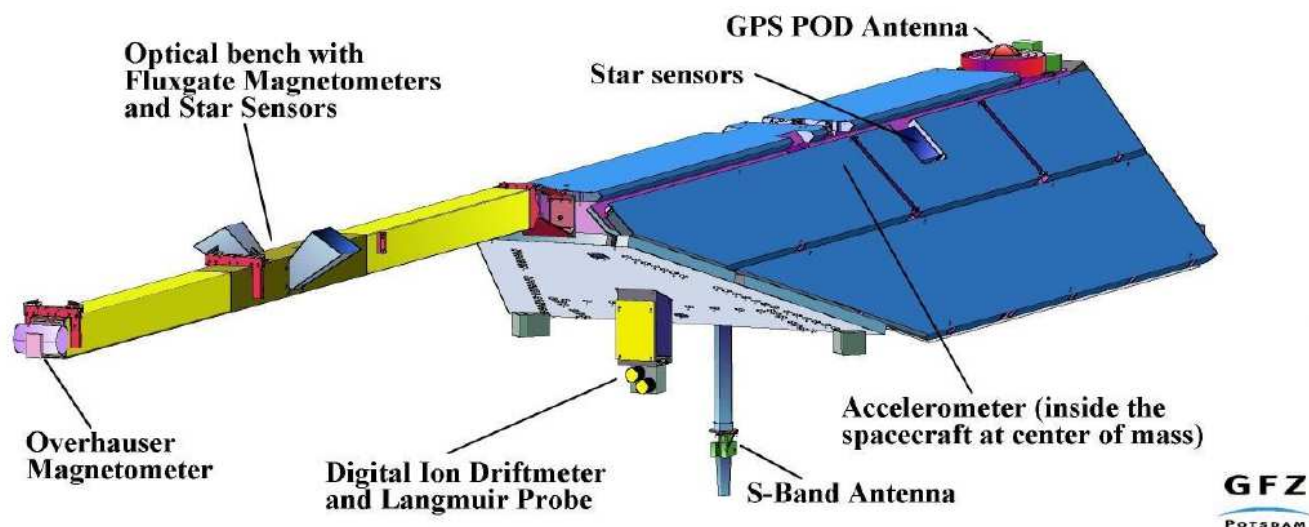 Optical bench with
Fluxgate Magnetometers
and Star Sensors
GPS POD Antenna
Star sensors
Overhauser
Magnetometer
Digital Ion Driftmeter
and Langmuir Probe
Accelerometer (inside the
spacecraft at center of mass)
S-Band Antenna
GFZ
POTSDAM